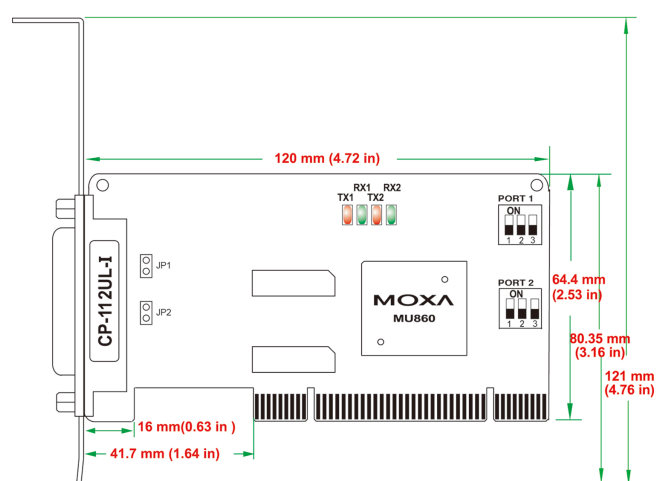 120 mm (4.72 in)
RX1 RX2
TX1 TX2
PORT 1
ON
1 2 3
CP-112UL-I
JP1
JP2
MOXA
MU860
PORT 2
ON
1 2 3
64.4 mm
(2.53 in)
80.35 mm
(3.16 in)
121 mm
(4.76 in)
16 mm(0.63 in )
41.7 mm (1.64 in)